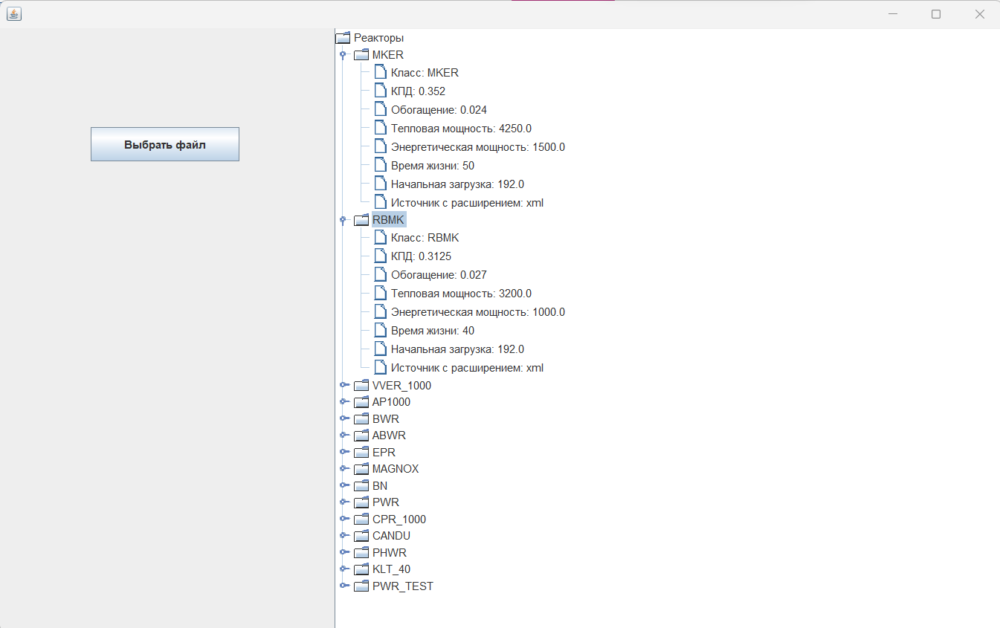 Реакторы
MKER
Класс: MKER
КПД: 0.352
Обогащение: 0.024
Тепловая мощность: 4250.0
Энергетическая мощность: 1500.0
Время жизни: 50
Начальная загрузка: 192.0
Источник с расширением: xml
Выбрать файл
RBMK
Класс: RBMK
КПД: 0.3125
Обогащение: 0.027
Тепловая мощность: 3200.0
Энергетическая мощность: 1000.0
Время жизни: 40
Начальная загрузка: 192.0
Источник с расширением: xml
VVER_1000
AP1000
BWR
ABWR
EPR
MAGNOX
BN
PWR
CPR_1000
CANDU
PHWR
KLT_40
PWR_TEST